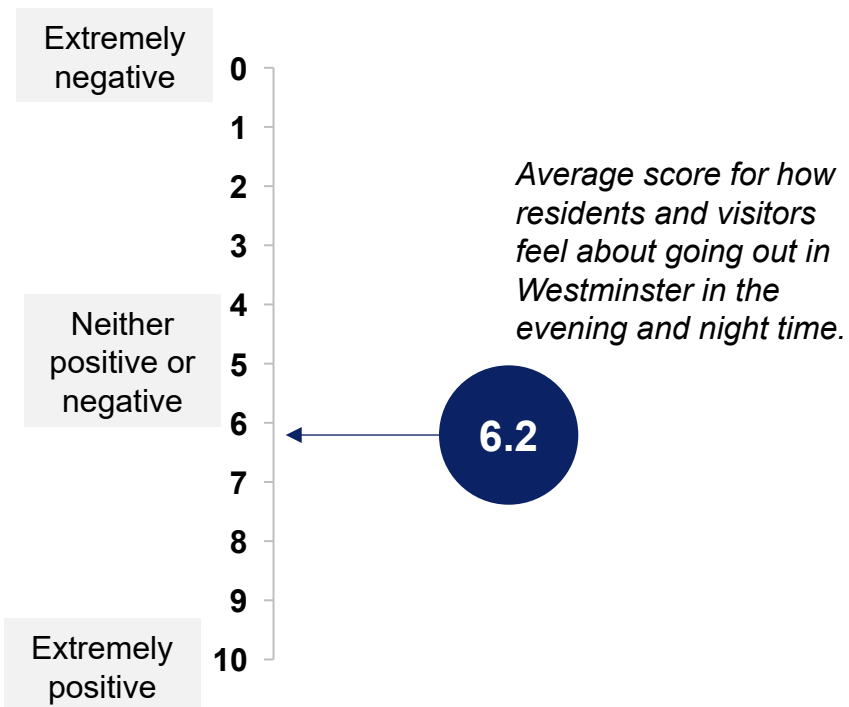 Extremely
negative
0
1
2
3
4
5
6
7
8
9
10
Neither
positive or
negative
Extremely
positive
Average score for how
residents and visitors
feel about going out in
Westminster in the
evening and night time.
6.2